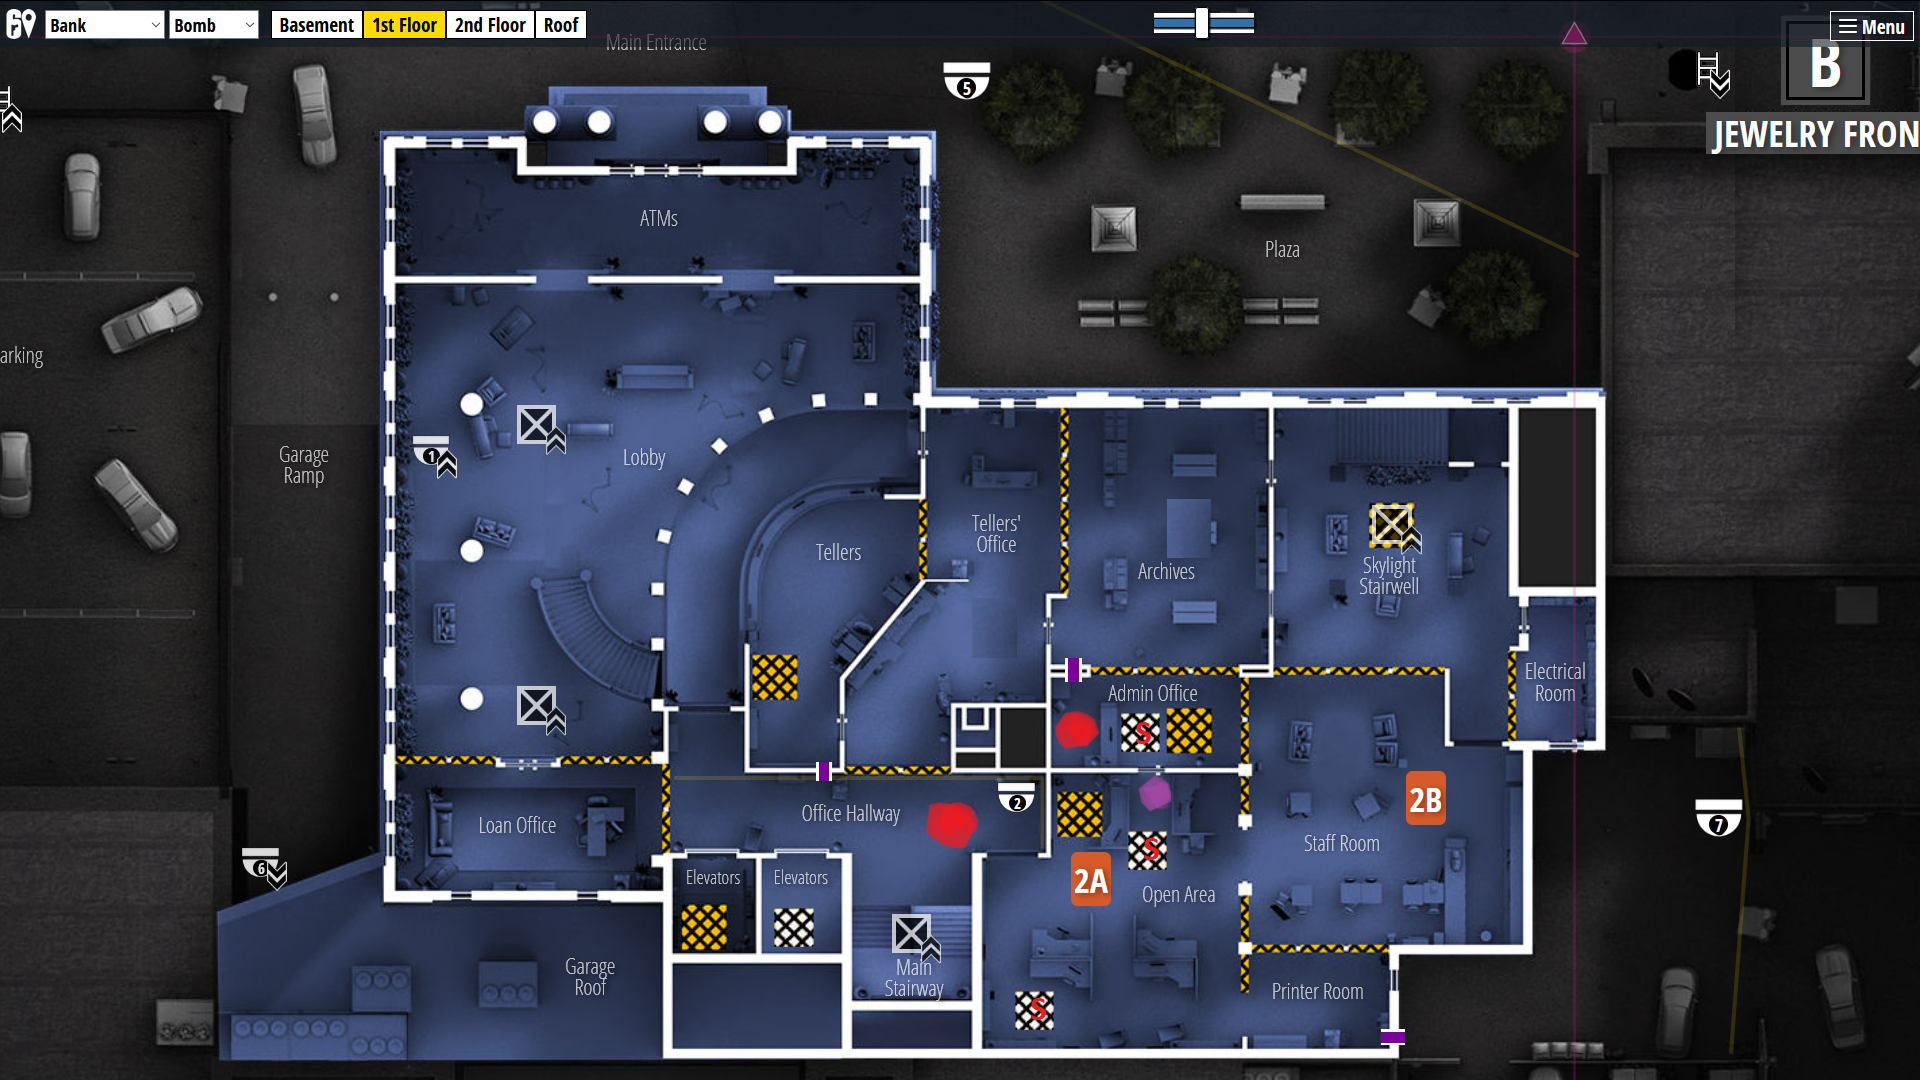 Bank
Bomb
Basement
1st Floor
2nd Floor
Roof
Menu
Main Entrance
5
B
JEWELRY FRON
ATMs
Plaza
arking
Garage
Ramp
1
Lobby
Tellers
Tellers'
Office
Archives
Skylight
Stairwell
Electrical
Room
Admin Office
S
2
Office Hallway
Loan Office
2B
Staff Room
7
S
2A
Open Area
6
Elevators
Elevators
Main
Stairway
Garage
Roof
S
Printer Room